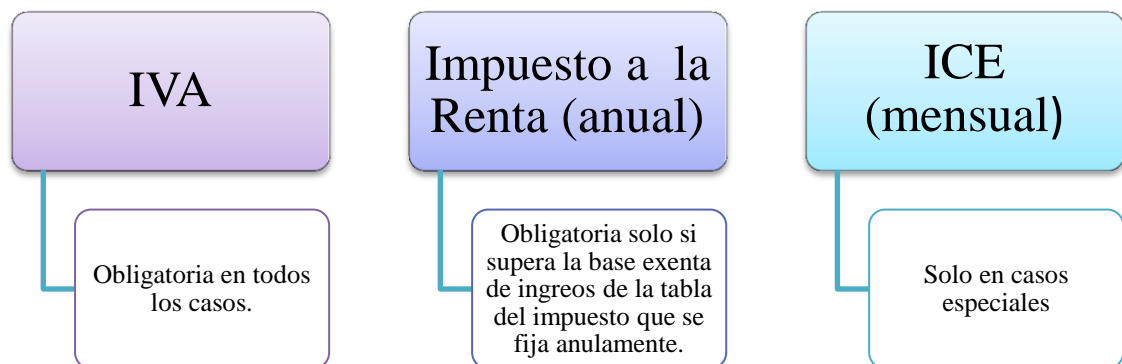 IVA
Obligatoria en todos
los casos.
Impuesto a la
Renta (anual)
Obligatoria solo si
supera la base exenta
de ingreos de la tabla
del impuesto que se
fija anulamente.
ICE
(mensual)
Solo en casos
especiales